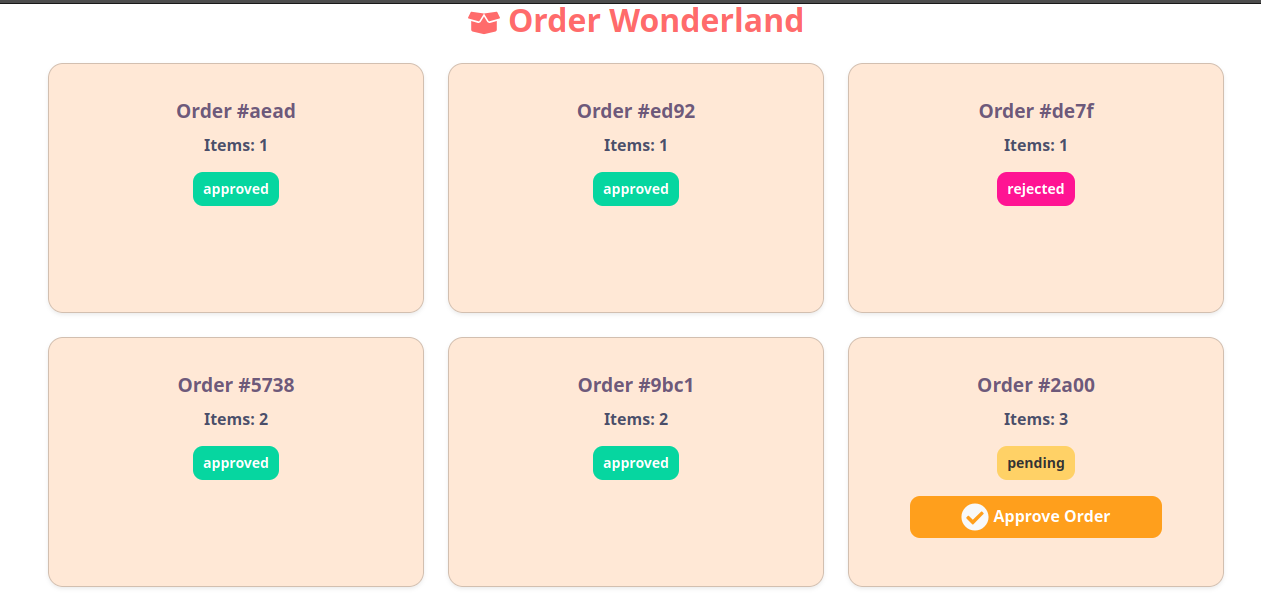 Order Wonderland
Order #aead
Items: 1
approved
Order #ed92
Items: 1
approved
Order #de7f
Items: 1
rejected
Order #5738
Items: 2
approved
Order #9bc1
Items: 2
approved
Order #2a00
Items: 3
pending
Approve Order